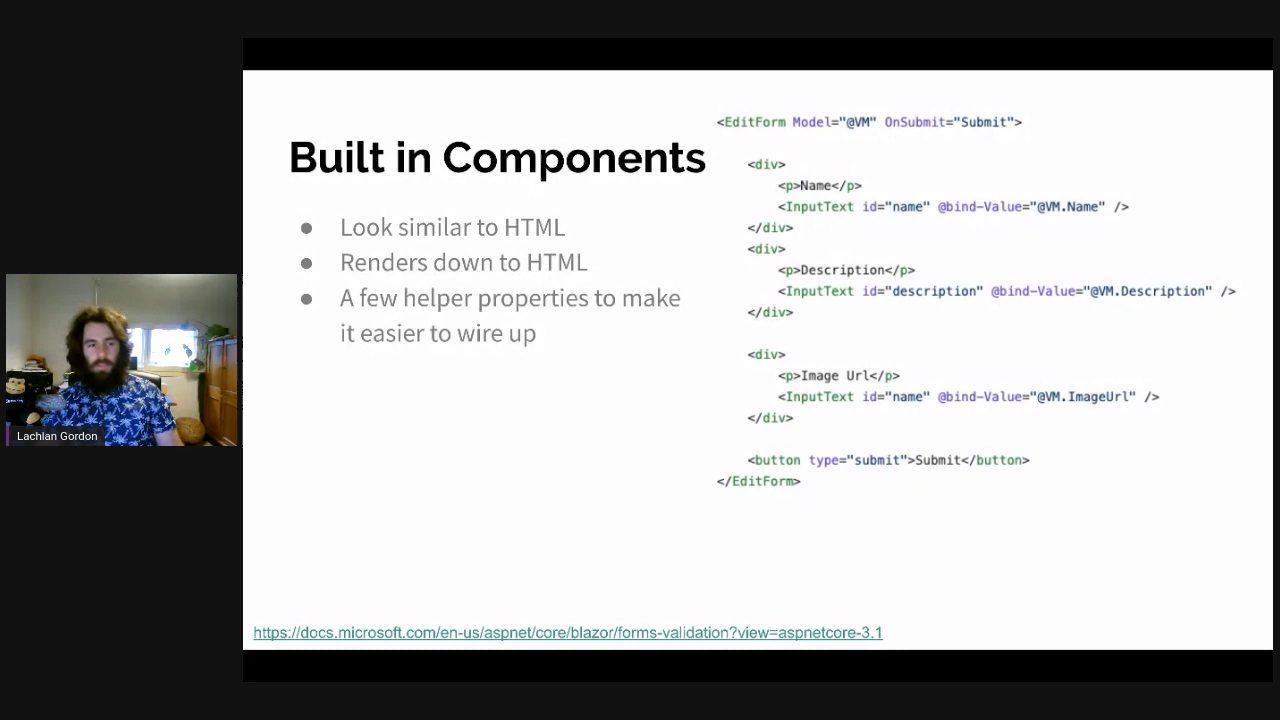 Built in Components
● Look similar to HTML
● Renders down to HTML
● A few helper properties to make
it easier to wire up
<EditForm Model="@VM" OnSubmit="Submit">
<div>
<p>Name</p>
<InputText id="name" @bind-Value="@VM.Name" />
</div>
<div>
<p>Description</p>
<InputText id="description" @bind-Value="@VM.Description" />
</div>
<div>
<p>Image Url</p>
<InputText id="name" @bind-Value="@VM.ImageUrl" />
</div>
<button type="submit">Submit</button>
</EditForm>
Lachlan Gordon
https://docs.microsoft.com/en-us/aspnet/core/blazor/forms-validation?view=aspnetcore-3.1